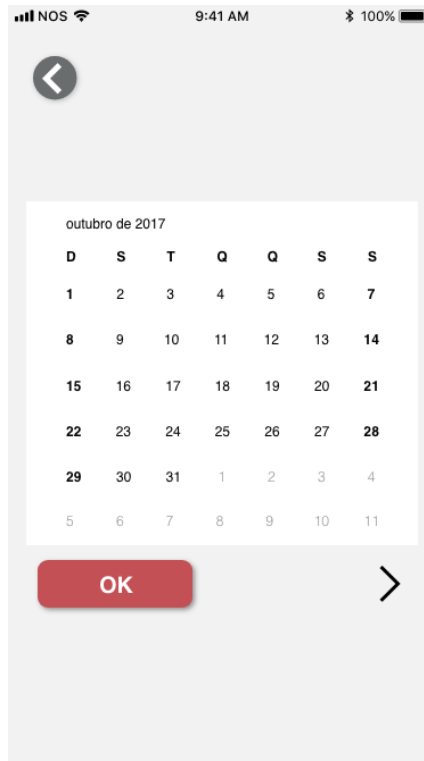 NOS 9:41 AM 100%
outubro de 2017
D S T Q Q S S
1 2 3 4 5 6 7
8 9 10 11 12 13 14
15 16 17 18 19 20 21
22 23 24 25 26 27 28
29 30 31 1 2 3 4
5 6 7 8 9 10 11
OK